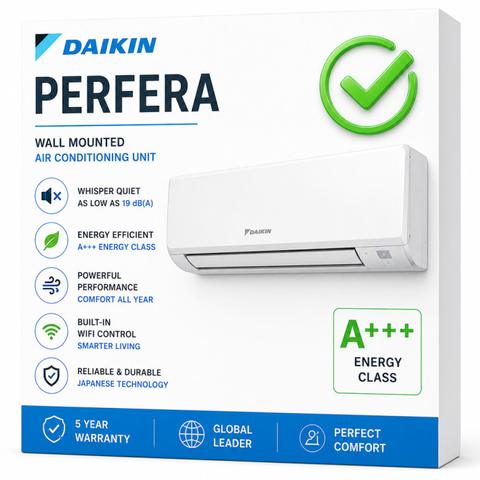 DAIKIN
PERFERA
WALL MOUNTED
AIR CONDITIONING UNIT
WHISPER QUIET
AS LOW AS 19 dB(A)
ENERGY EFFICIENT
A+++ ENERGY CLASS
POWERFUL
PERFORMANCE
COMFORT ALL YEAR
BUILT-IN
WIFI CONTROL
SMARTER LIVING
RELIABLE & DURABLE
JAPANESE TECHNOLOGY
DAIKIN
A+++
ENERGY
CLASS
5 YEAR
WARRANTY
GLOBAL
LEADER
PERFECT
COMFORT